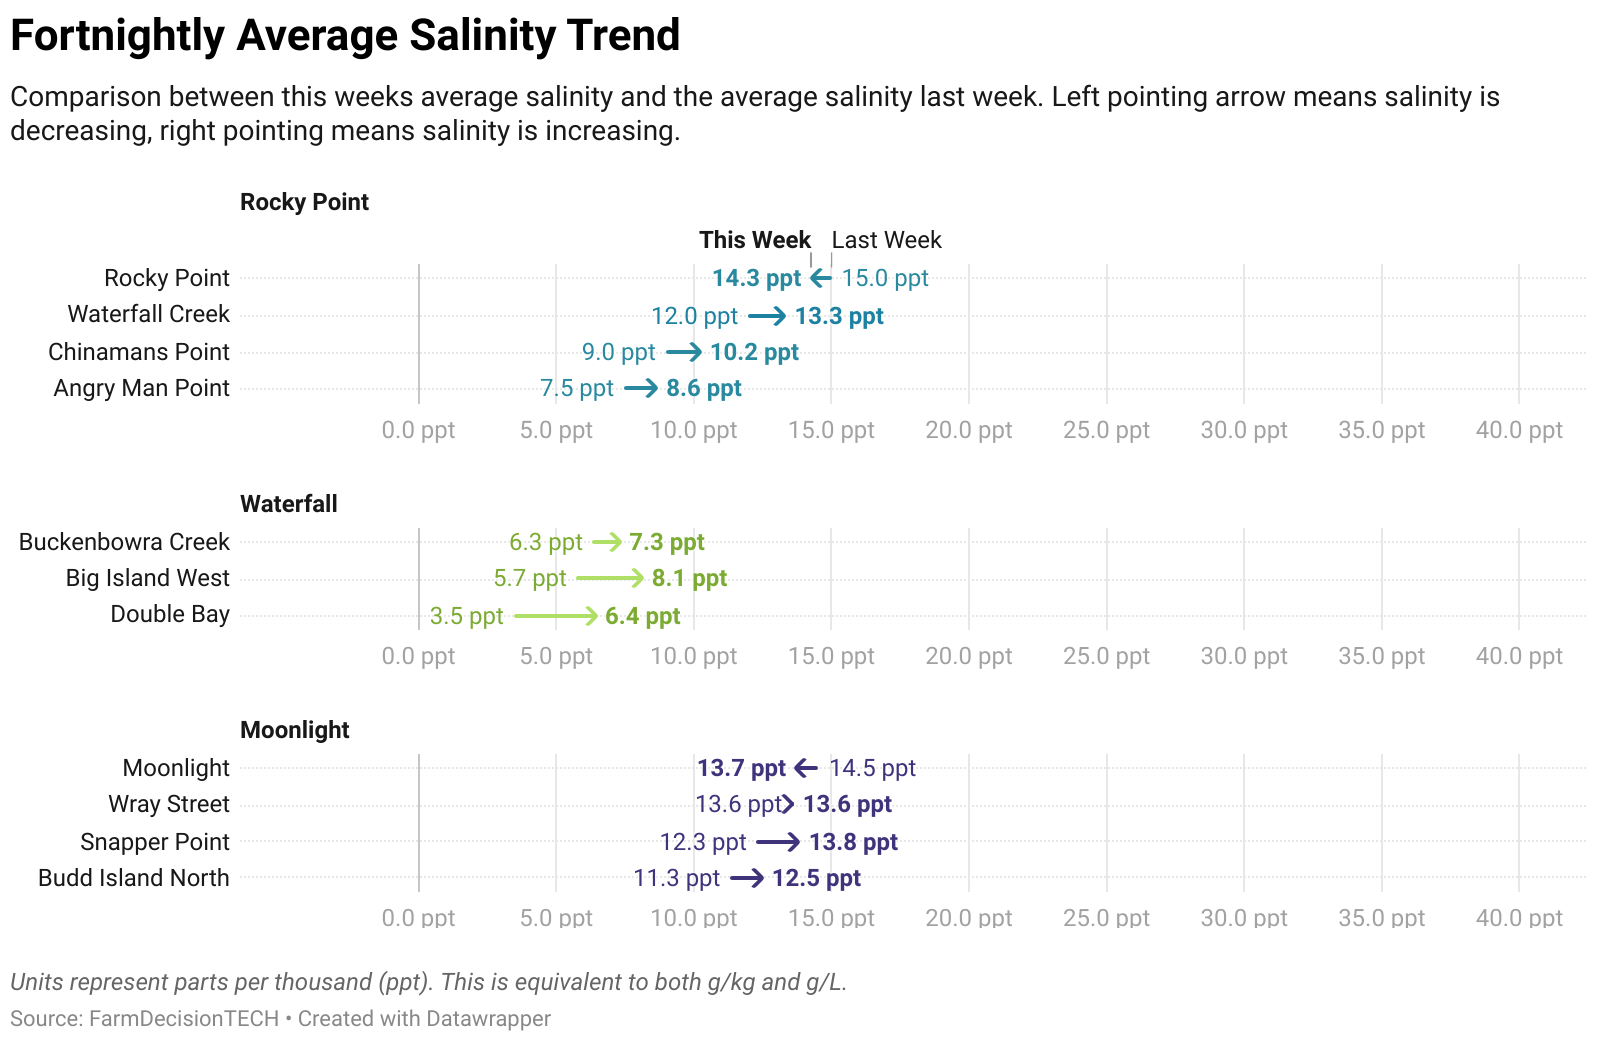 Fortnightly Average Salinity Trend
Comparison between this weeks average salinity and the average salinity last week. Left pointing arrow means salinity is
decreasing, right pointing means salinity is increasing.
Rocky Point
This Week Last Week
Rocky Point 14.3 ppt 15.0 ppt
Waterfall Creek 12.0 ppt 13.3 ppt
Chinamans Point 9.0 ppt 10.2 ppt
Angry Man Point 7.5 ppt 8.6 ppt
0.0 ppt 5.0 ppt 10.0 ppt 15.0 ppt 20.0 ppt 25.0 ppt 30.0 ppt 35.0 ppt 40.0 ppt
Waterfall
Buckenbowra Creek 6.3 ppt 7.3 ppt
Big Island West 5.7 ppt 8.1 ppt
Double Bay 3.5 ppt 6.4 ppt
0.0 ppt 5.0 ppt 10.0 ppt 15.0 ppt 20.0 ppt 25.0 ppt 30.0 ppt 35.0 ppt 40.0 ppt
Moonlight
Moonlight 13.7 ppt 14.5 ppt
Wray Street 13.6 ppt 13.6 ppt
Snapper Point 12.3 ppt 13.8 ppt
Budd Island North 11.3 ppt 12.5 ppt
0.0 ppt 5.0 ppt 10.0 ppt 15.0 ppt 20.0 ppt 25.0 ppt 30.0 ppt 35.0 ppt 40.0 ppt
Units represent parts per thousand (ppt). This is equivalent to both g/kg and g/L.
Source: FarmDecisionTECH • Created with Datawrapper